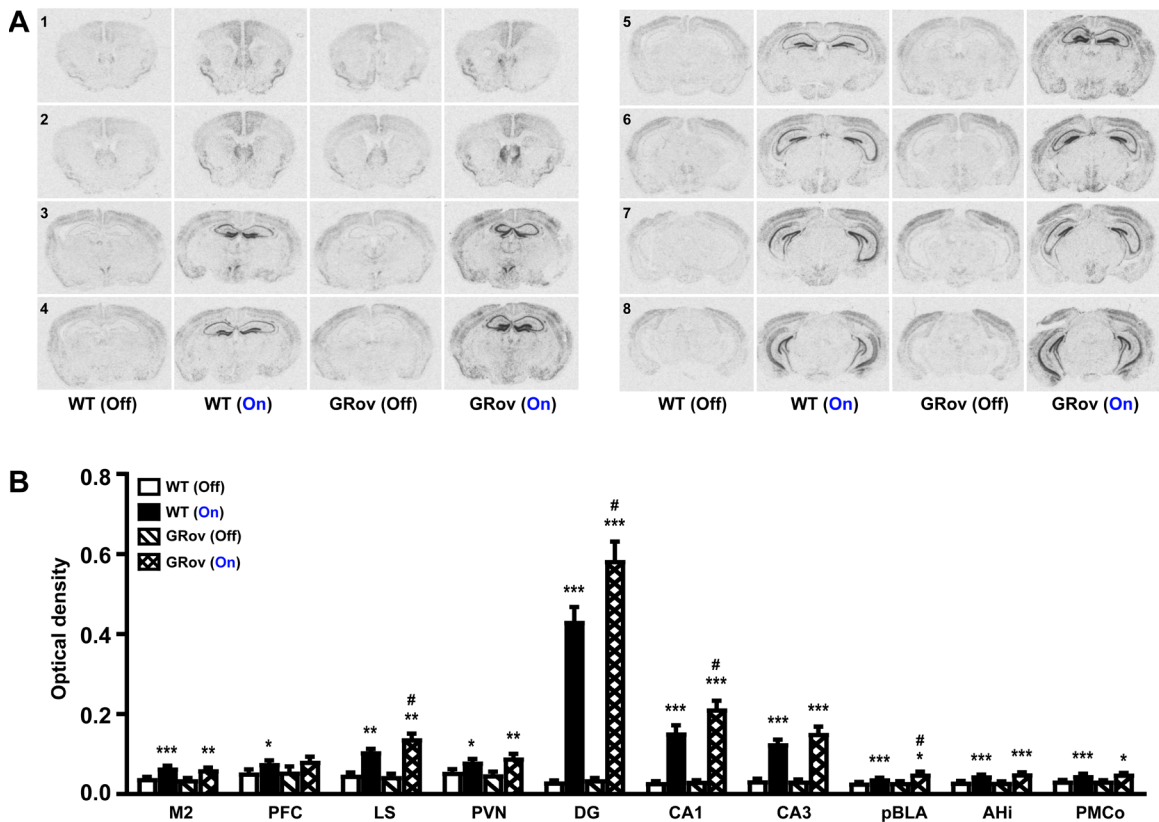 A
1
2
3
4
WT (Off)
WT (On)
GRov (Off)
GRov (On)
5
6
7
8
WT (Off)
WT (On)
GRov (Off)
GRov (On)
B
Optical density
0.8
0.6
0.4
0.2
0.0
WT (Off)
WT (On)
GRov (Off)
GRov (On)
*** **
*
** # **
* **
*** # ***
*** # ***
*** ***
*** # *
*** ***
*** *
M2 PFC LS PVN DG CA1 CA3 pBLA AHi PMCo